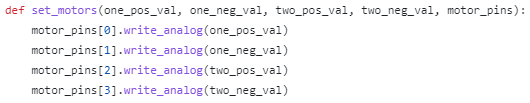 def set_motors(one_pos_val, one_neg_val, two_pos_val, two_neg_val, motor_pins):
    motor_pins[0].write_analog(one_pos_val)
    motor_pins[1].write_analog(one_neg_val)
    motor_pins[2].write_analog(two_pos_val)
    motor_pins[3].write_analog(two_neg_val)